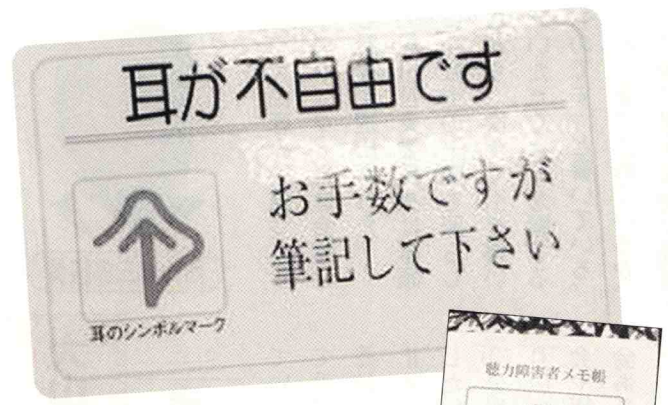 耳が不自由です
お手数ですが
筆記して下さい
耳のシンボルマーク
聴力障害者メモ帳